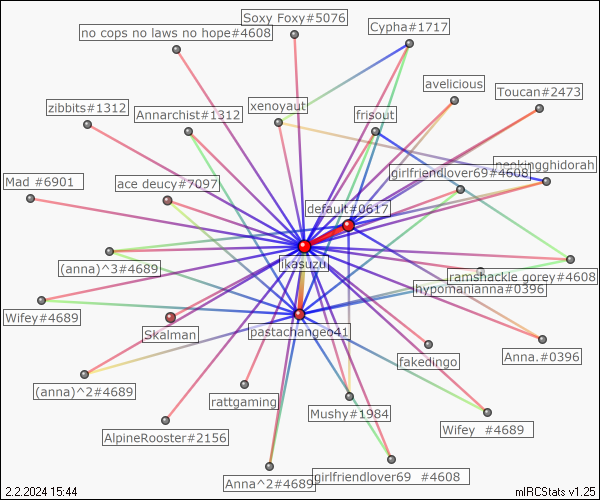 Soxy Foxy#5076
Cypha#1717
no cops no laws no hope#4608
avelicious
Toucan#2473
zibbits#1312
Annarchist#1312
xenoyaut
frisout
neokingghidorah
girlfriendlover69#4608
Mad #6901
ace deucy#7097
default#0617
(anna)^3#4689
ikasuzu
ramshackle gorey#4608
hypomanianna#0396
Wifey#4689
Skalman
pastachangeo41
fakedingo
Anna.#0396
(anna)^2#4689
rattgaming
Mushy#1984
Wifey #4689
AlpineRooster#2156
Anna^2#4689
girlfriendlover69 #4608
2.2.2024 15:44
mIRCStats v1.25